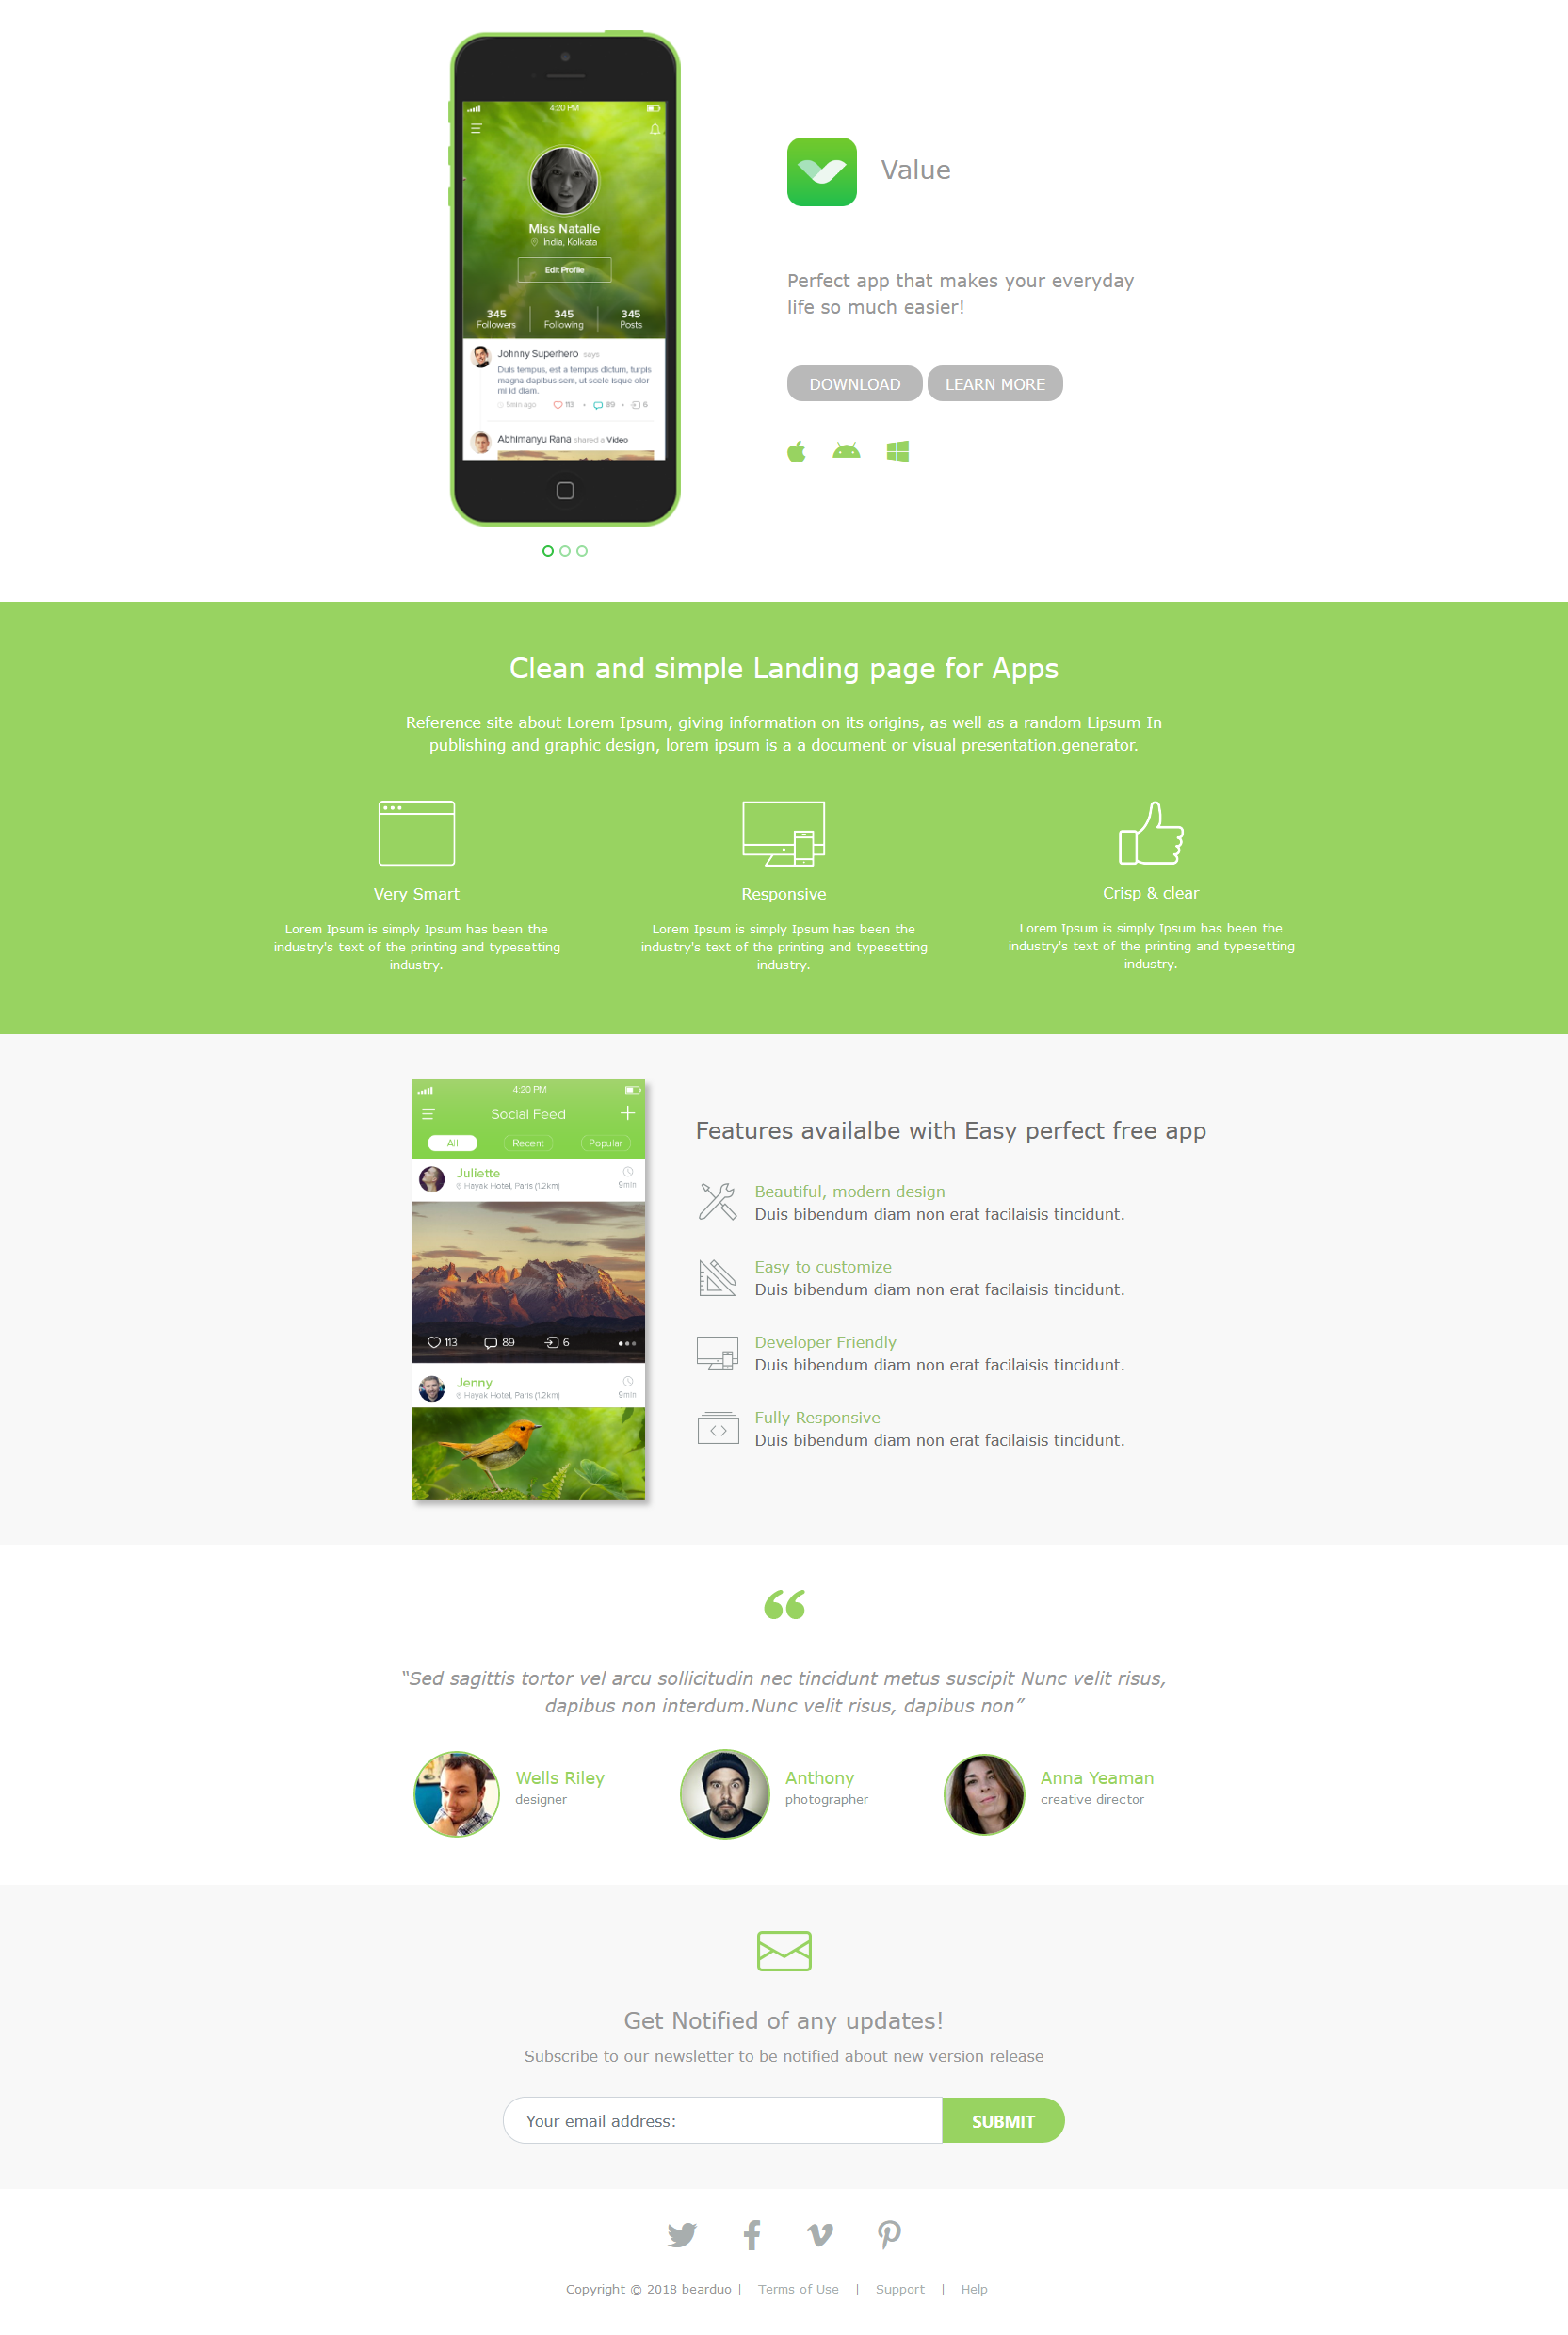 4:20 PM
Miss Natalie
India, Kolkata
Edit Profile
345 345 345
Followers Following Posts
Johnny Superhero says
Duis tempus, est a tempus dictum, turpis
magna dapibus sem, ut scele isque olor
mi id diam.
5min ago 113 • 89 • 6
Abhimanyu Rana shared a Video
Value
Perfect app that makes your everyday
life so much easier!
DOWNLOAD LEARN MORE
Clean and simple Landing page for Apps
Reference site about Lorem Ipsum, giving information on its origins, as well as a random Lipsum In
publishing and graphic design, lorem ipsum is a a document or visual presentation.generator.
Very Smart
Lorem Ipsum is simply Ipsum has been the
industry's text of the printing and typesetting
industry.
Responsive
Lorem Ipsum is simply Ipsum has been the
industry's text of the printing and typesetting
industry.
Crisp & clear
Lorem Ipsum is simply Ipsum has been the
industry's text of the printing and typesetting
industry.
4:20 PM
Social Feed
All Recent Popular
Juliette
Hayak Hotel, Paris (1.2km) 9min
113 89 6
Jenny
Hayak Hotel, Paris (1.2km) 9min
Features availalbe with Easy perfect free app
Beautiful, modern design
Duis bibendum diam non erat facilaisis tincidunt.
Easy to customize
Duis bibendum diam non erat facilaisis tincidunt.
Developer Friendly
Duis bibendum diam non erat facilaisis tincidunt.
Fully Responsive
Duis bibendum diam non erat facilaisis tincidunt.
“Sed sagittis tortor vel arcu sollicitudin nec tincidunt metus suscipit Nunc velit risus,
dapibus non interdum.Nunc velit risus, dapibus non”
Wells Riley
designer
Anthony
photographer
Anna Yeaman
creative director
Get Notified of any updates!
Subscribe to our newsletter to be notified about new version release
Your email address: SUBMIT
Copyright © 2018 bearduo | Terms of Use | Support | Help